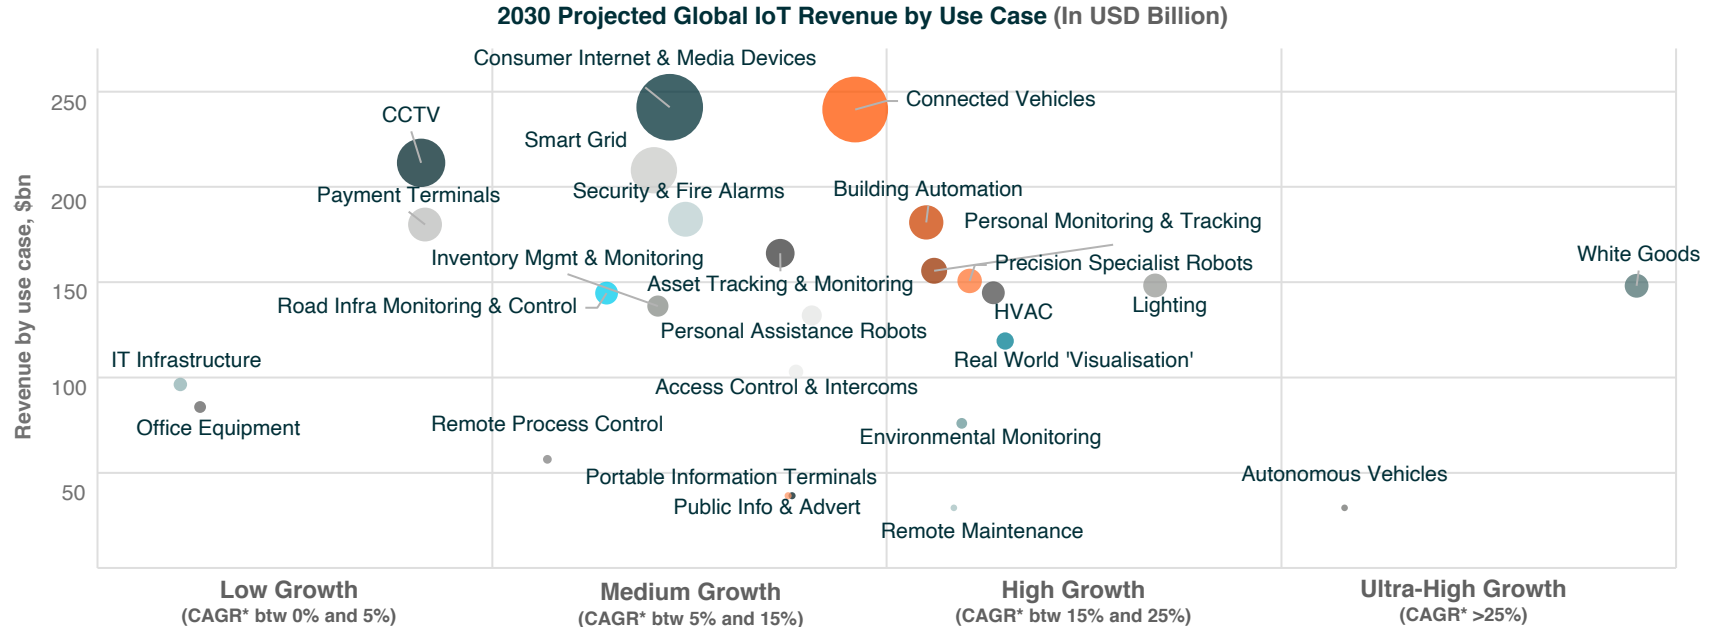 2030 Projected Global IoT Revenue by Use Case (In USD Billion)
Consumer Internet & Media Devices
250
Connected Vehicles
CCTV
Smart Grid
Security & Fire Alarms
Building Automation
Payment Terminals
200
Personal Monitoring & Tracking
Revenue by use case, $bn
Inventory Mgmt & Monitoring
Precision Specialist Robots
White Goods
Asset Tracking & Monitoring
150
Road Infra Monitoring & Control
Lighting
HVAC
Personal Assistance Robots
IT Infrastructure
Real World 'Visualisation'
100
Access Control & Intercoms
Office Equipment
Remote Process Control
Environmental Monitoring
Portable Information Terminals
Autonomous Vehicles
50
Public Info & Advert
Remote Maintenance
Low Growth
(CAGR* btw 0% and 5%)
Medium Growth
(CAGR* btw 5% and 15%)
High Growth
(CAGR* btw 15% and 25%)
Ultra-High Growth
(CAGR* >25%)